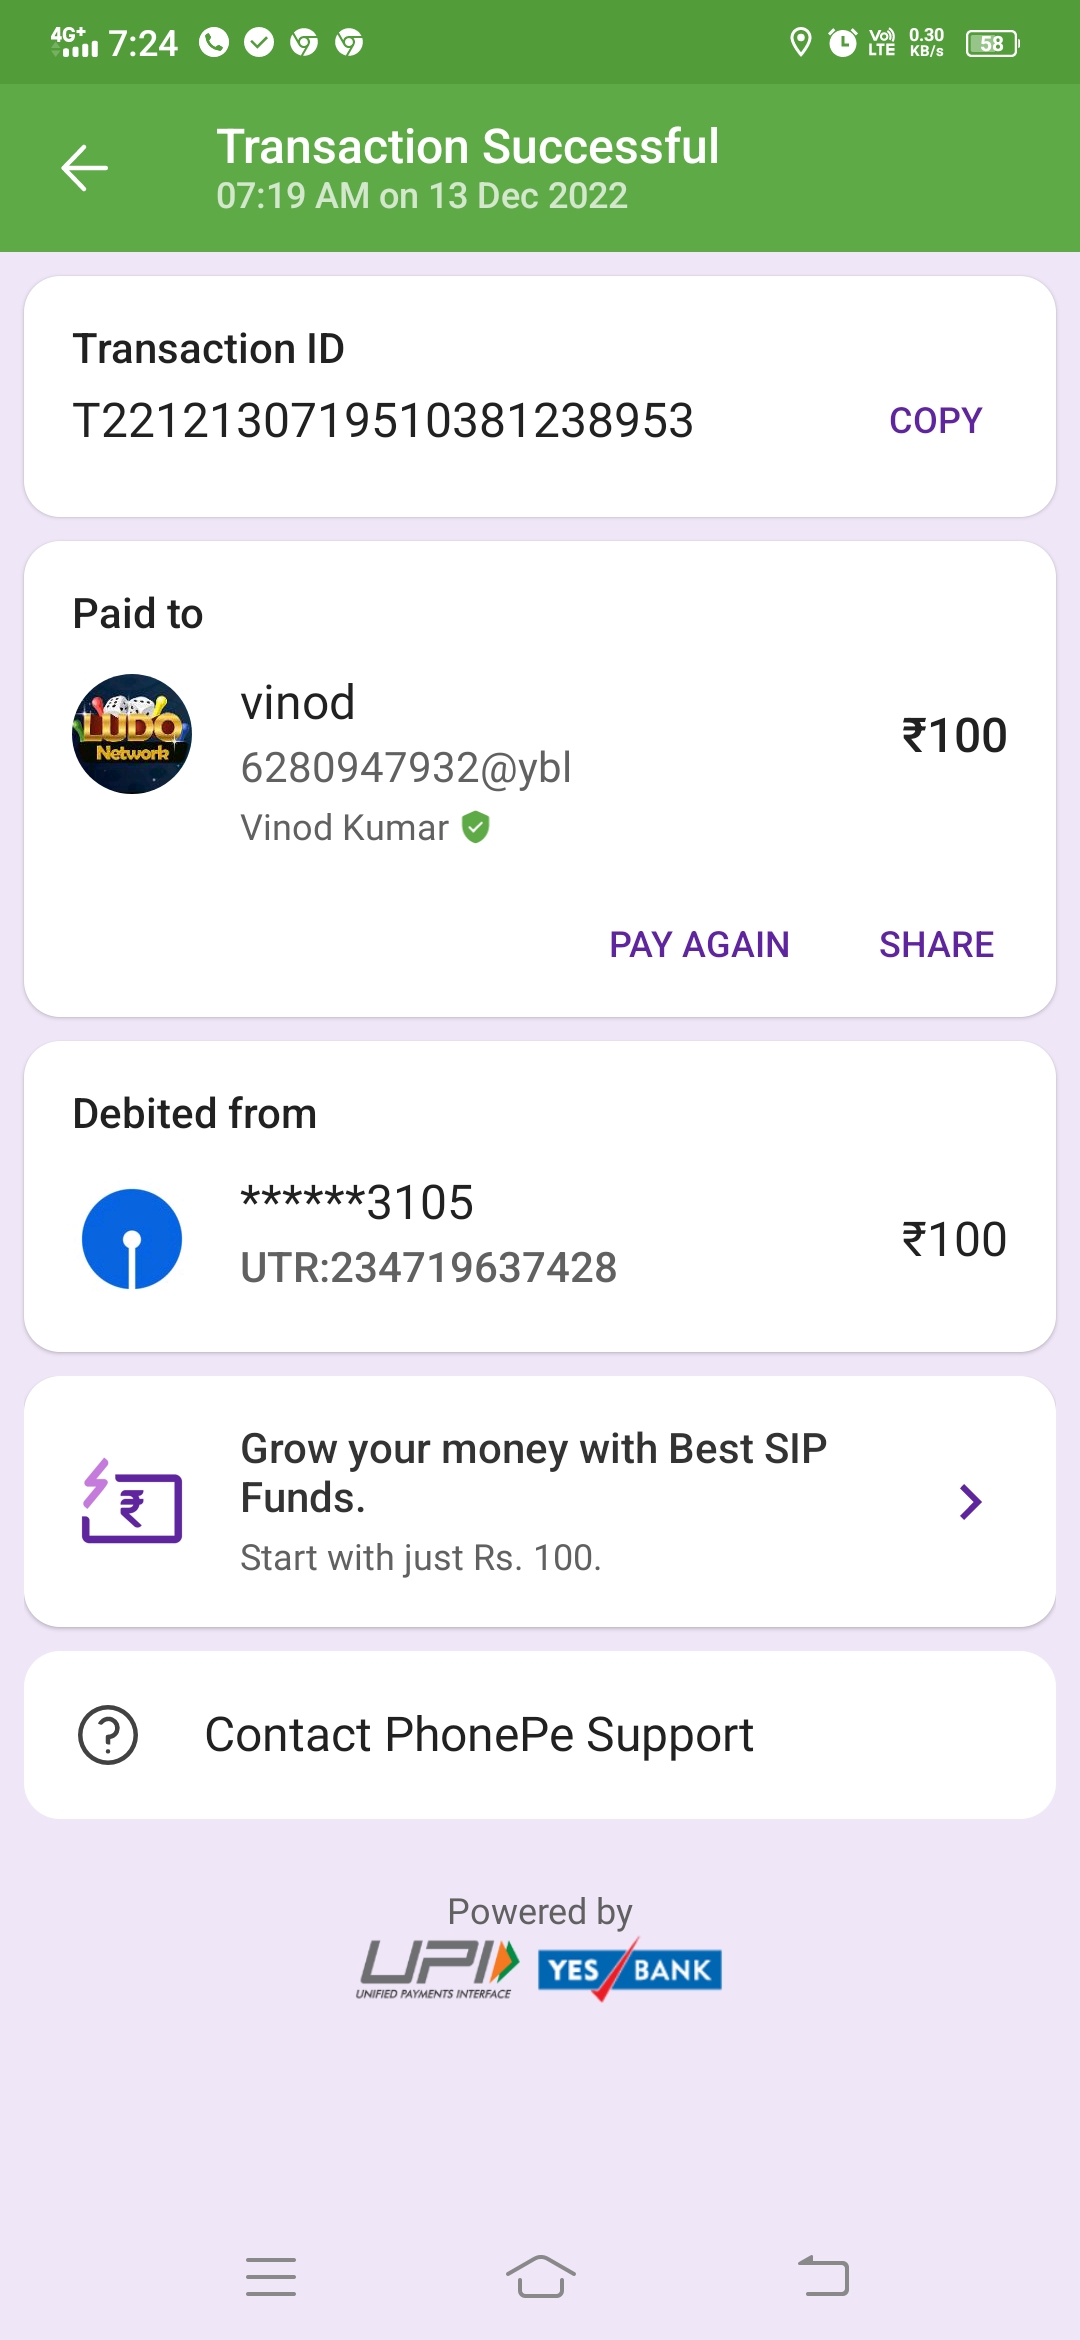 4G+ 7:24 Vo)) LTE 0.30 KB/s 58
Transaction Successful
07:19 AM on 13 Dec 2022
Transaction ID
T2212130719510381238953 COPY
Paid to
LUDO
Network
vinod
₹100
6280947932@ybl
Vinod Kumar
PAY AGAIN SHARE
Debited from
******3105
₹100
UTR:234719637428
Grow your money with Best SIP
Funds.
Start with just Rs. 100.
Contact PhonePe Support
Powered by
UPI YES BANK
UNIFIED PAYMENTS INTERFACE